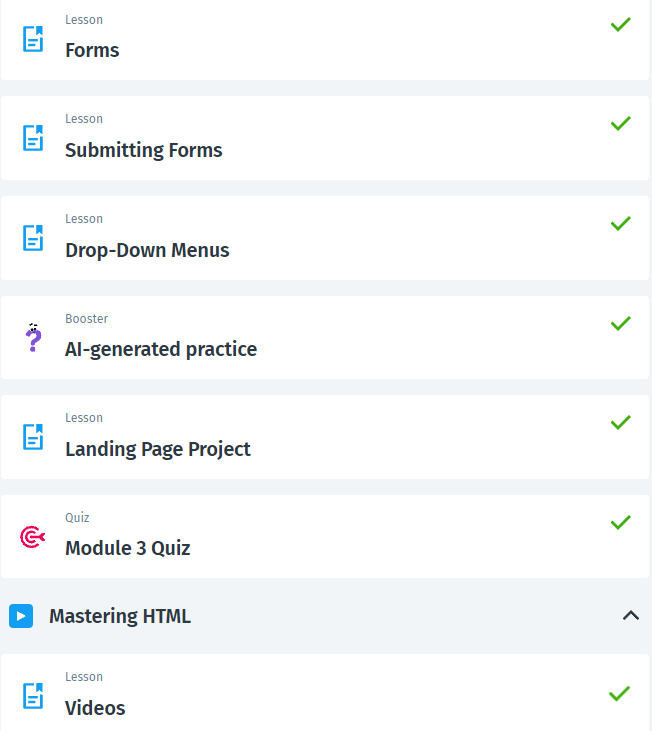 Lesson
Forms
Lesson
Submitting Forms
Lesson
Drop-Down Menus
Booster
AI-generated practice
Lesson
Landing Page Project
Quiz
Module 3 Quiz
Mastering HTML
Lesson
Videos